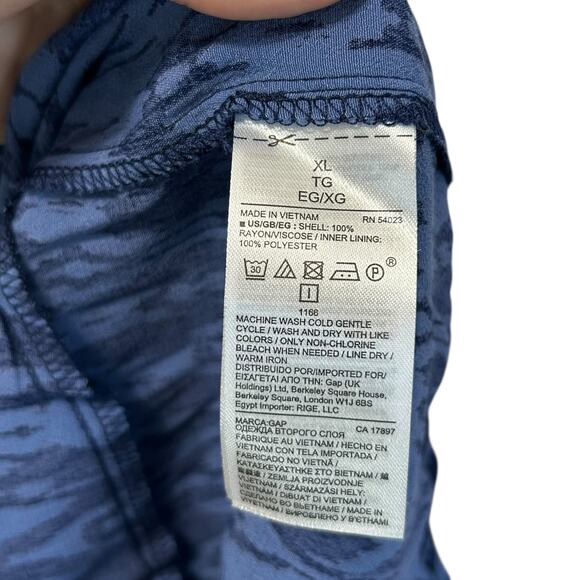 XL
TG
EG/XG
MADE IN VIETNAM RN 54023
■ US/GB/EG : SHELL: 100%
RAYON/VISCOSE / INNER LINING:
100% POLYESTER
30 P ®
I
1166
MACHINE WASH COLD GENTLE
CYCLE / WASH AND DRY WITH LIKE
COLORS / ONLY NON-CHLORINE
BLEACH WHEN NEEDED / LINE DRY /
WARM IRON
DISTRIBUIDO POR/IMPORTED FOR/
ΕΙΣΑΓΕΤΑΙ ΑΠΟ ΤΗΝ: Gap (UK
Holdings) Ltd, Berkeley Square House,
Berkeley Square, London W1J 6BS
Egypt Importer: RIGE, LLC
MARCA:GAP CA 17897
ОДЕЖДА ВТОРОГО СЛОЯ
FABRIQUE AU VIETNAM / HECHO EN
VIETNAM CON TELA IMPORTADA /
FABRICADO NO VIETNÃ /
ΚΑΤΑΣΚΕΥΑΣΤΗΚΕ ΣΤΟ ΒΙΕΤΝΑΜ /
/ ZEMLJA PROIZVODNJE
VIJETNAM / SZÁRMAZÁSI HELY:
VIETNAM / DIBUAT DI VIETNAM /
СДЕЛАНО ВО ВЬЕТНАМЕ / MADE IN
VIETNAM / ВИРОБЛЕНО У В'ЄТНАМІ